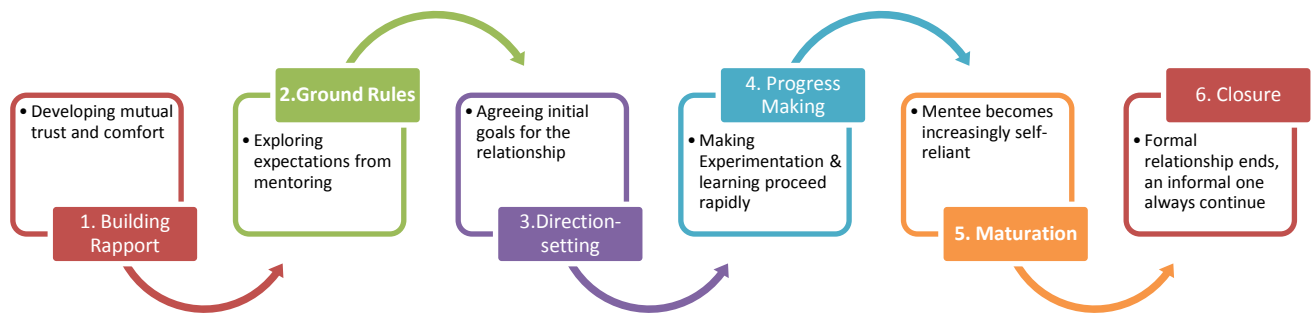 • Developing mutual
trust and comfort
1. Building
Rapport
2.Ground Rules
• Exploring
expectations from
mentoring
• Agreeing initial
goals for the
relationship
3.Direction-
setting
4. Progress
Making
• Making
Experimentation &
learning proceed
rapidly
• Mentee becomes
increasingly self-
reliant
5. Maturation
6. Closure
• Formal
relationship ends,
an informal one
always continue